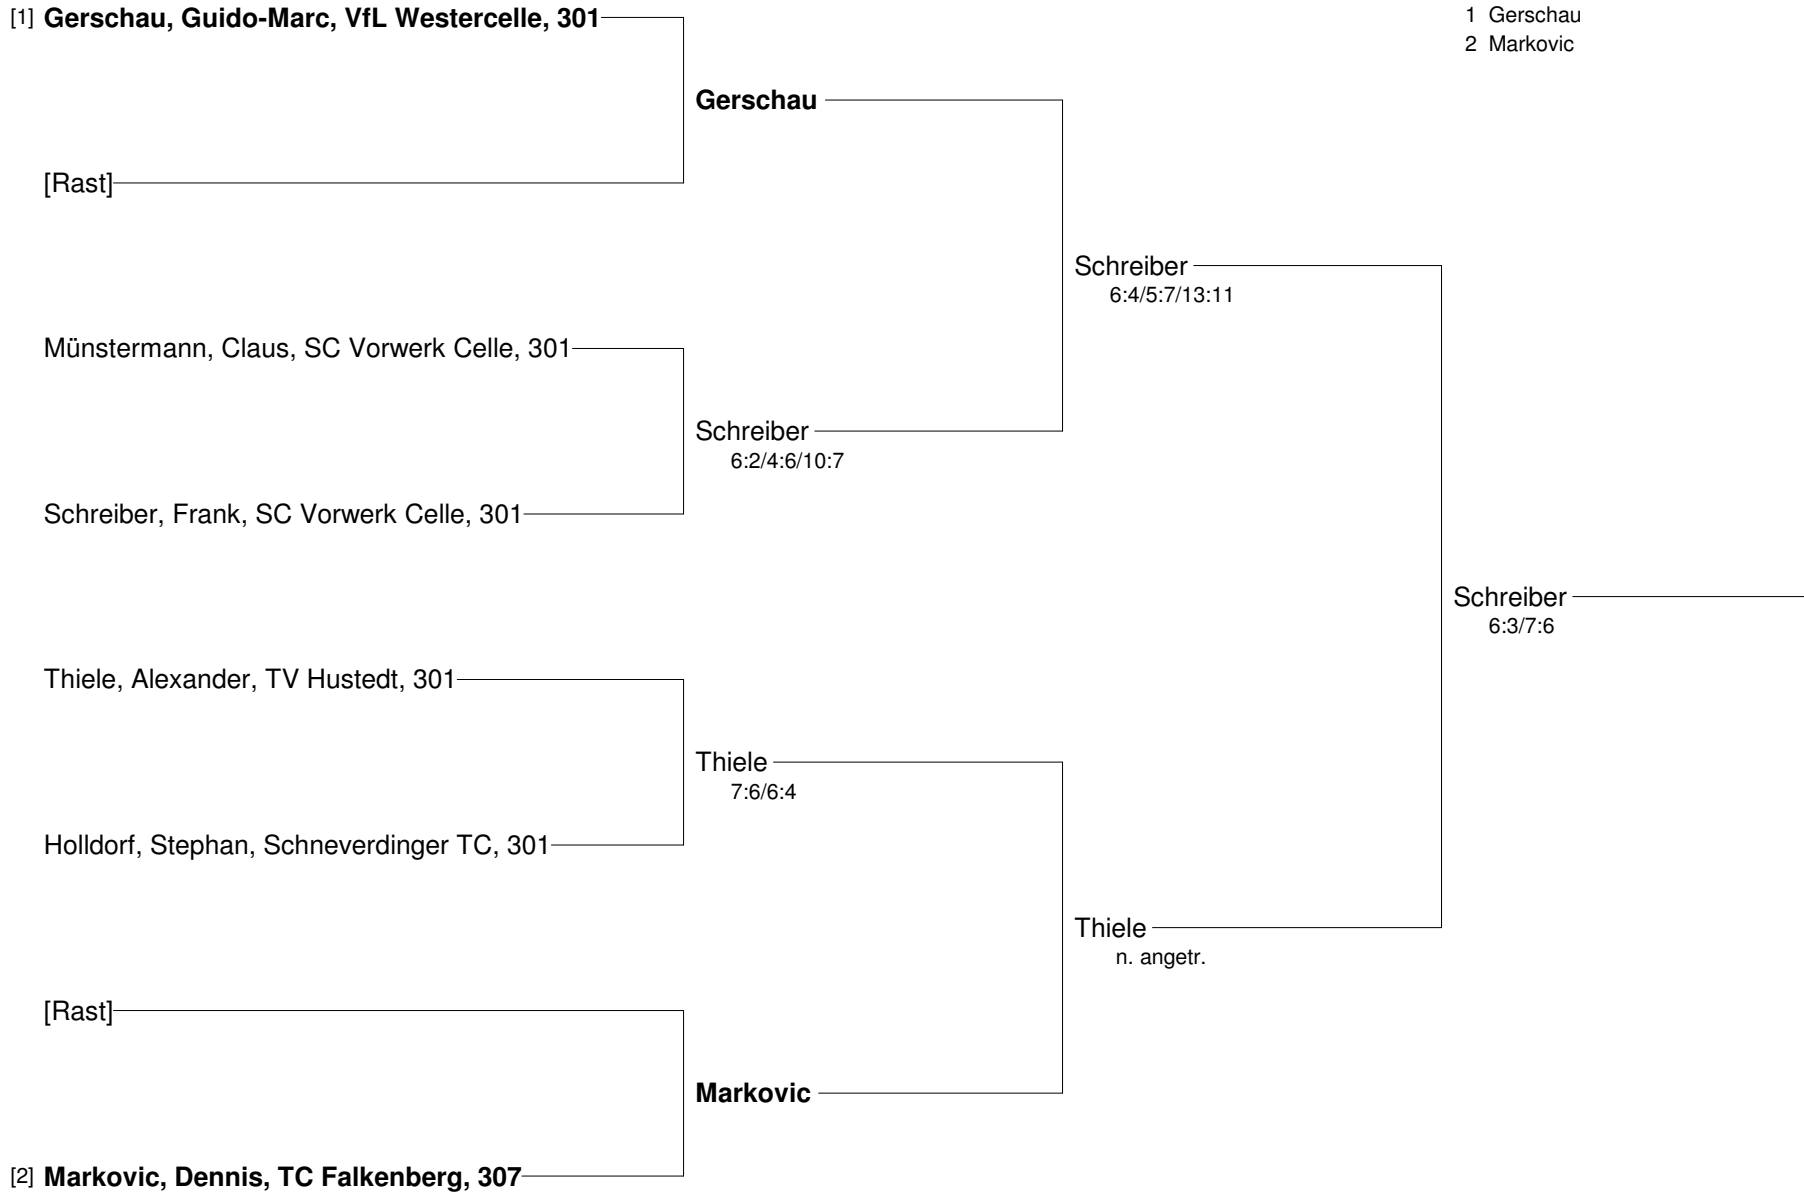 [1] Gerschau, Guido-Marc, VfL Westercelle, 301
1 Gerschau
2 Markovic
Gerschau
[Rast]
Schreiber
6:4/5:7/13:11
Münstermann, Claus, SC Vorwerk Celle, 301
Schreiber
6:2/4:6/10:7
Schreiber, Frank, SC Vorwerk Celle, 301
Schreiber
6:3/7:6
Thiele, Alexander, TV Hustedt, 301
Thiele
7:6/6:4
Holldorf, Stephan, Schneverdinger TC, 301
Thiele
n. angetr.
[Rast]
Markovic
[2] Markovic, Dennis, TC Falkenberg, 307